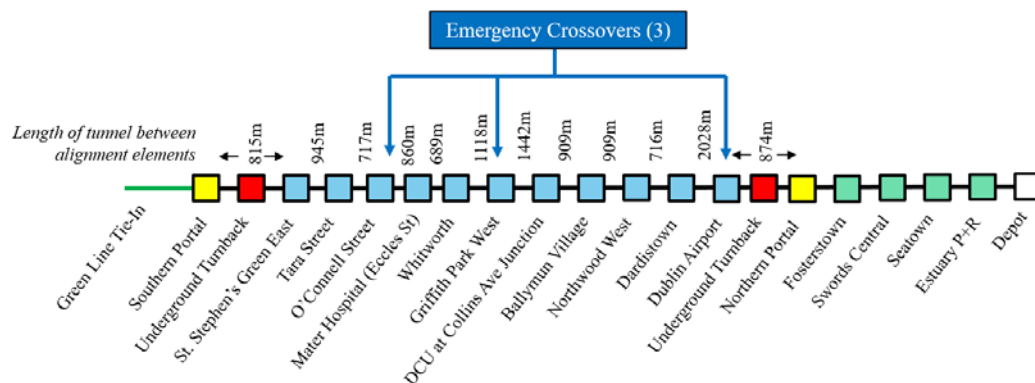 Emergency Crossovers (3)
Length of tunnel between
alignment elements
815m
945m
717m
860m
689m
1118m
1442m
909m
909m
716m
2028m
874m
Green Line Tie-In
Southern Portal
Underground Turnback
St. Stephen's Green East
Tara Street
O'Connell Street
Mater Hospital (Eccles St)
Whitworth
Griffith Park West
DCU at Collins Ave Junction
Ballymun Village
Northwood West
Dardistown
Dublin Airport
Underground Turnback
Northern Portal
Fosterstown
Swords Central
Seatown
Estuary P+R
Depot